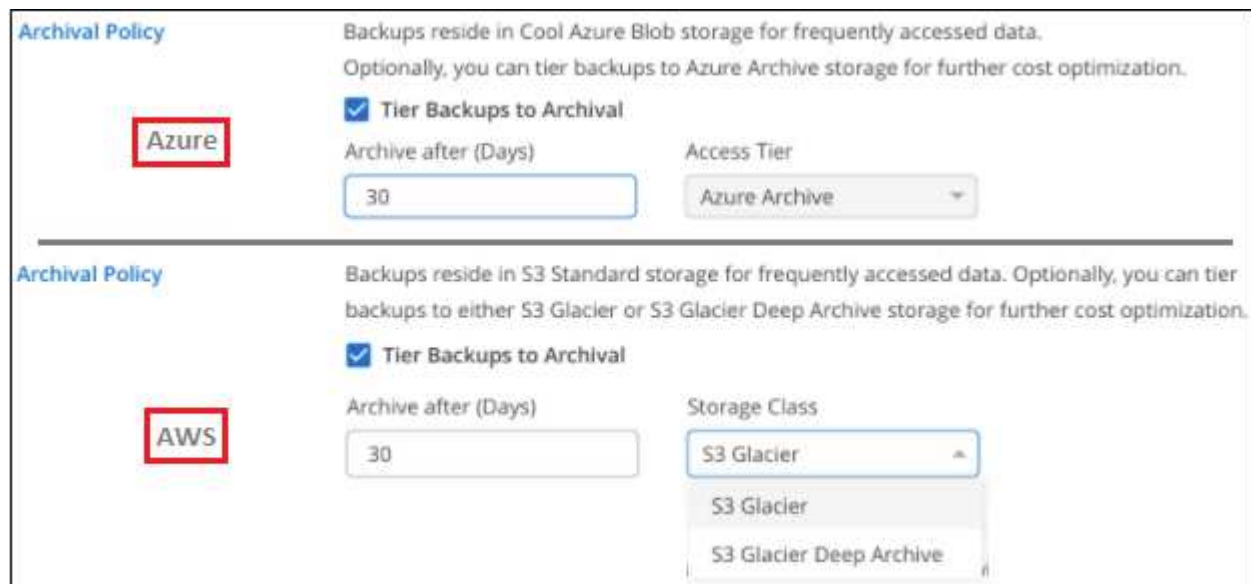 Archival Policy
Backups reside in Cool Azure Blob storage for frequently accessed data.
Optionally, you can tier backups to Azure Archive storage for further cost optimization.
Tier Backups to Archival
Azure
Archive after (Days)
Access Tier
30
Azure Archive
Archival Policy
Backups reside in S3 Standard storage for frequently accessed data. Optionally, you can tier
backups to either S3 Glacier or S3 Glacier Deep Archive storage for further cost optimization.
Tier Backups to Archival
Archive after (Days)
Storage Class
AWS
30
S3 Glacier
S3 Glacier
S3 Glacier Deep Archive